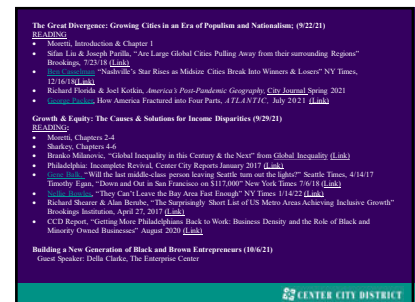 The Great Divergence: Growing Cities in an Era of Populism and Nationalism; (9/22/21)
READING
• Moretti, Introduction & Chapter 1
• Sifan Liu & Joseph Parilla, “Are Large Global Cities Pulling Away from their surrounding Regions”
Brookings, 7/23/18 (Link)
• Ben Casselman “Nashville’s Star Rises as Midsize Cities Break Into Winners & Losers” NY Times,
12/16/18(Link)
• Richard Florida & Joel Kotkin, America’s Post-Pandemic Geography, City Journal Spring 2021
• George Packer, How America Fractured into Four Parts, ATLANTIC, July 2021 (Link)
Growth & Equity: The Causes & Solutions for Income Disparities (9/29/21)
READING:
• Moretti, Chapters 2-4
• Sharkey, Chapters 4-6
• Branko Milanovic, “Global Inequality in this Century & the Next” from Global Inequality (Link)
• Philadelphia: Incomplete Revival, Center City Reports January 2017 (Link)
• Gene Balk, “Will the last middle-class person leaving Seattle turn out the lights?” Seattle Times, 4/14/17
Timothy Egan, “Down and Out in San Francisco on $117,000” New York Times 7/6/18 (Link)
• Nellie Bowles, “They Can’t Leave the Bay Area Fast Enough” NY Times 1/14/22 (Link)
• Richard Shearer & Alan Berube, “The Surprisingly Short List of US Metro Areas Achieving Inclusive Growth”
Brookings Institution, April 27, 2017 (Link)
• CCD Report, “Getting More Philadelphians Back to Work: Business Density and the Role of Black and
Minority Owned Businesses” August 2020 (Link)
Building a New Generation of Black and Brown Entrepreneurs (10/6/21)
Guest Speaker: Della Clarke, The Enterprise Center
CENTER CITY DISTRICT